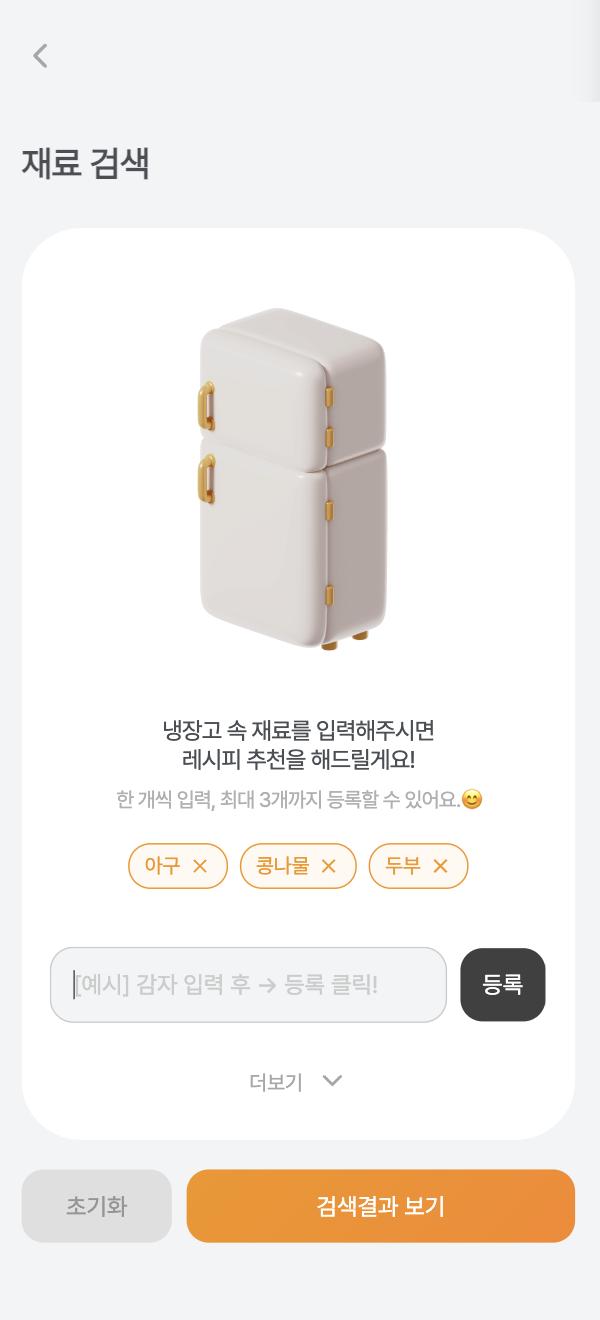 재료 검색
냉장고 속 재료를 입력해주시면
레시피 추천을 해드릴게요!
한 개씩 입력, 최대 3개까지 등록할 수 있어요.😊
아구 × 콩나물 × 두부 ×
[예시] 감자 입력 후 → 등록 클릭! 등록
더보기
초기화 검색결과 보기